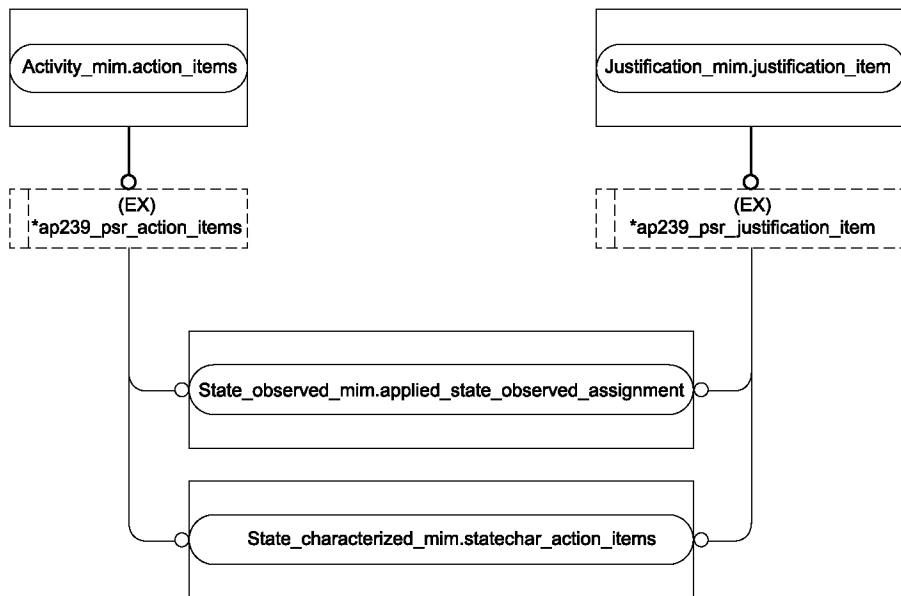 Activity_mim.action_items
Justification_mim.justification_item
(EX)
*ap239_psr_action_items
(EX)
*ap239_psr_justification_item
State_observed_mim.applied_state_observed_assignment
State_characterized_mim.statechar_action_items